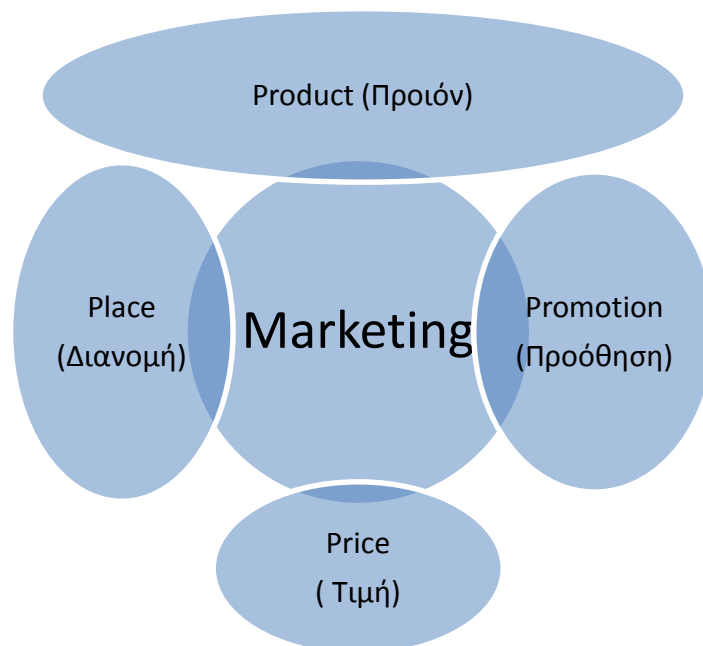 Product (Προιόν)
Place
(Διανομή)
Marketing
Promotion
(Προόθηση)
Price
( Τιμή)